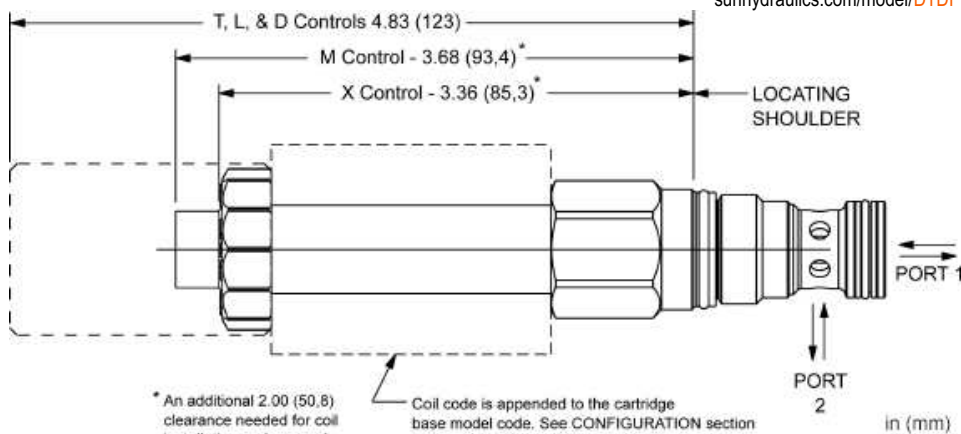 sunhydraulics.com/model/DTDF
T, L, & D Controls 4.83 (123)
M Control - 3.68 (93,4)*
X Control - 3.36 (85,3)*
LOCATING
SHOULDER
PORT 1
PORT
2
* An additional 2.00 (50,8)
clearance needed for coil
Coil code is appended to the cartridge
base model code. See CONFIGURATION section
in (mm)